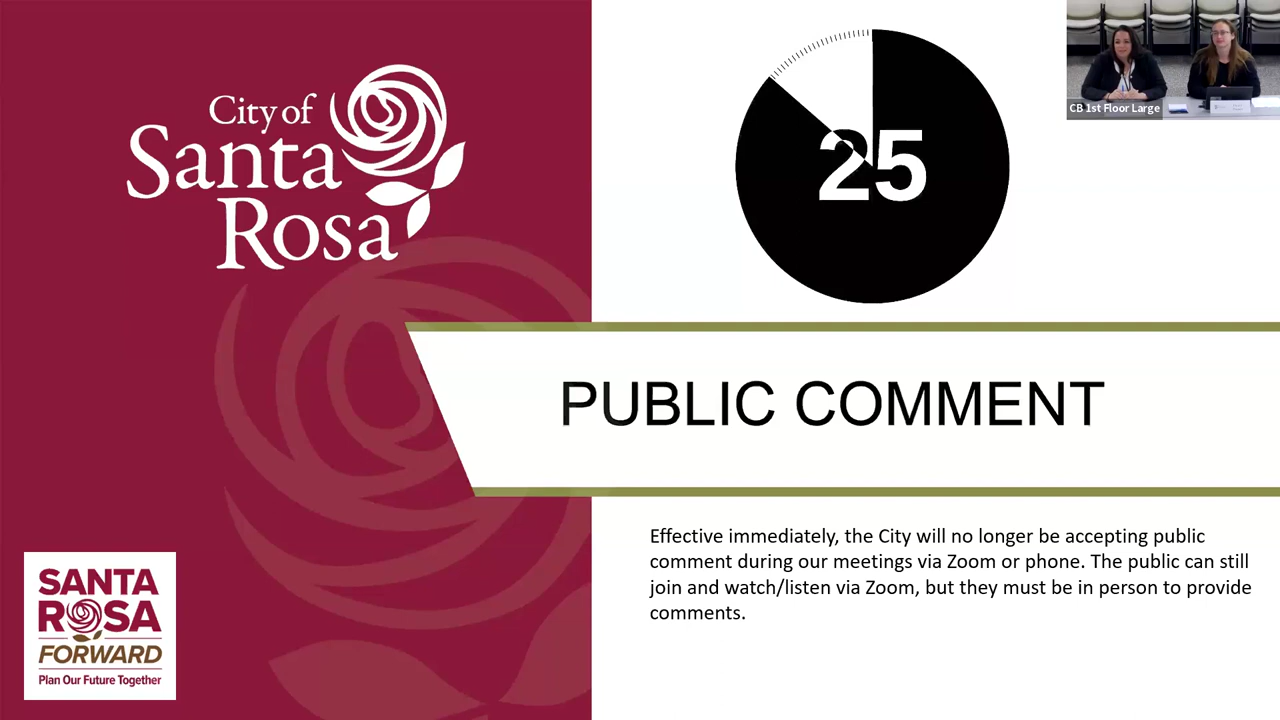 City of
Santa
Rosa
25
CB 1st Floor Large
PUBLIC COMMENT
Effective immediately, the City will no longer be accepting public
comment during our meetings via Zoom or phone. The public can still
join and watch/listen via Zoom, but they must be in person to provide
comments.
SANTA
ROSA
FORWARD
Plan Our Future Together